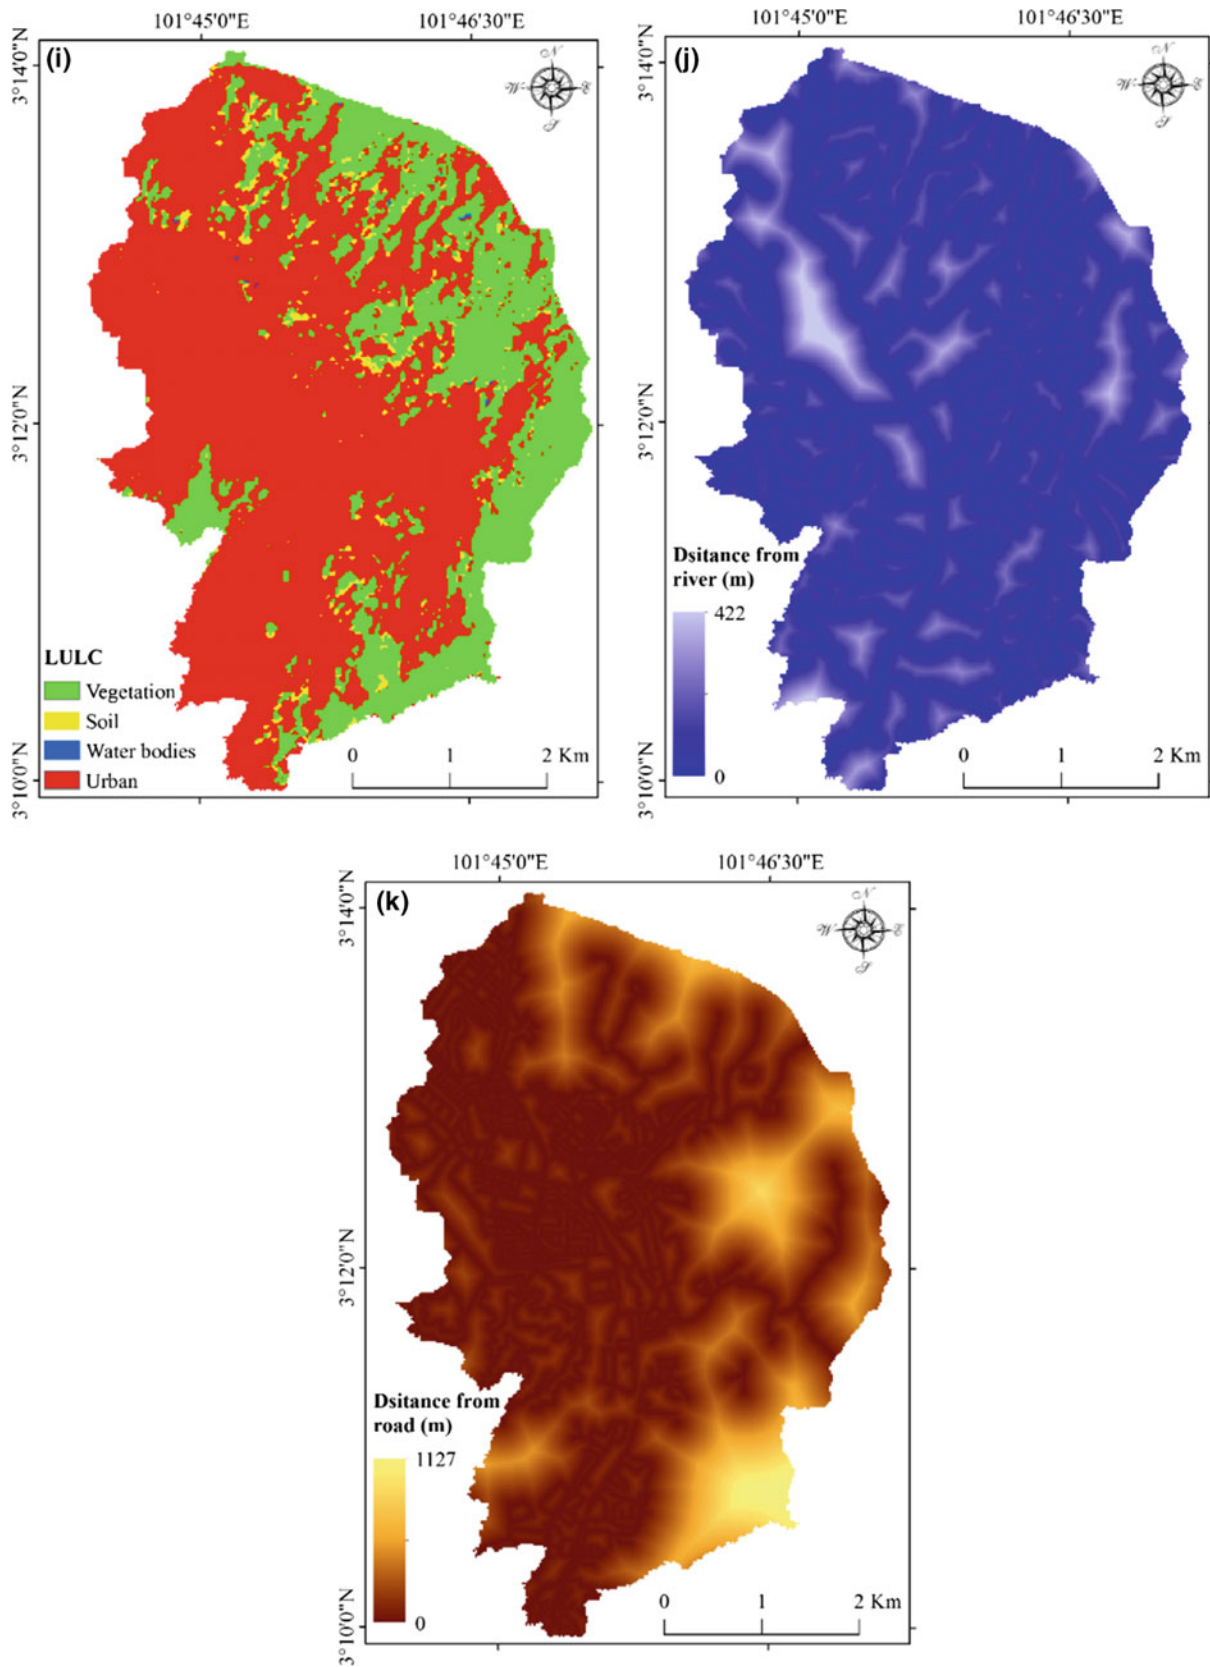 101°45'0"E 101°46'30"E
(i)
N
W E
S
3°14'0"N
3°12'0"N
3°10'0"N
LULC
Vegetation
Soil
Water bodies
Urban
0 1 2 Km
101°45'0"E 101°46'30"E
(j)
N
W E
S
3°14'0"N
3°12'0"N
3°10'0"N
Dsitance from
river (m)
422
0
0 1 2 Km
101°45'0"E 101°46'30"E
(k)
N
W E
S
3°14'0"N
3°12'0"N
3°10'0"N
Dsitance from
road (m)
1127
0
0 1 2 Km